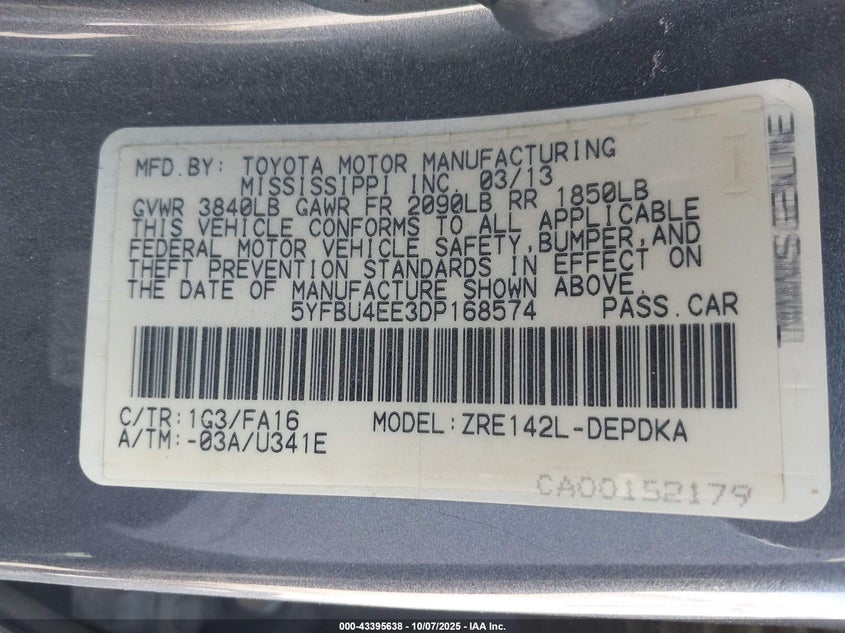 MFD.BY: TOYOTA MOTOR MANUFACTURING
MISSISSIPPI INC. 03/13
GVWR 3840LB GAWR FR 2090LB RR 1850LB
THIS VEHICLE CONFORMS TO ALL APPLICABLE
FEDERAL MOTOR VEHICLE SAFETY,BUMPER,AND
THEFT PREVENTION STANDARDS IN EFFECT ON
THE DATE OF MANUFACTURE SHOWN ABOVE.
5YFBU4EE3DP168574 PASS.CAR
C/TR:1G3/FA16 MODEL:ZRE142L-DEPDKA
A/TM:-03A/U341E
CA00152179
000-43395638 - 10/07/2025 - IAA Inc.